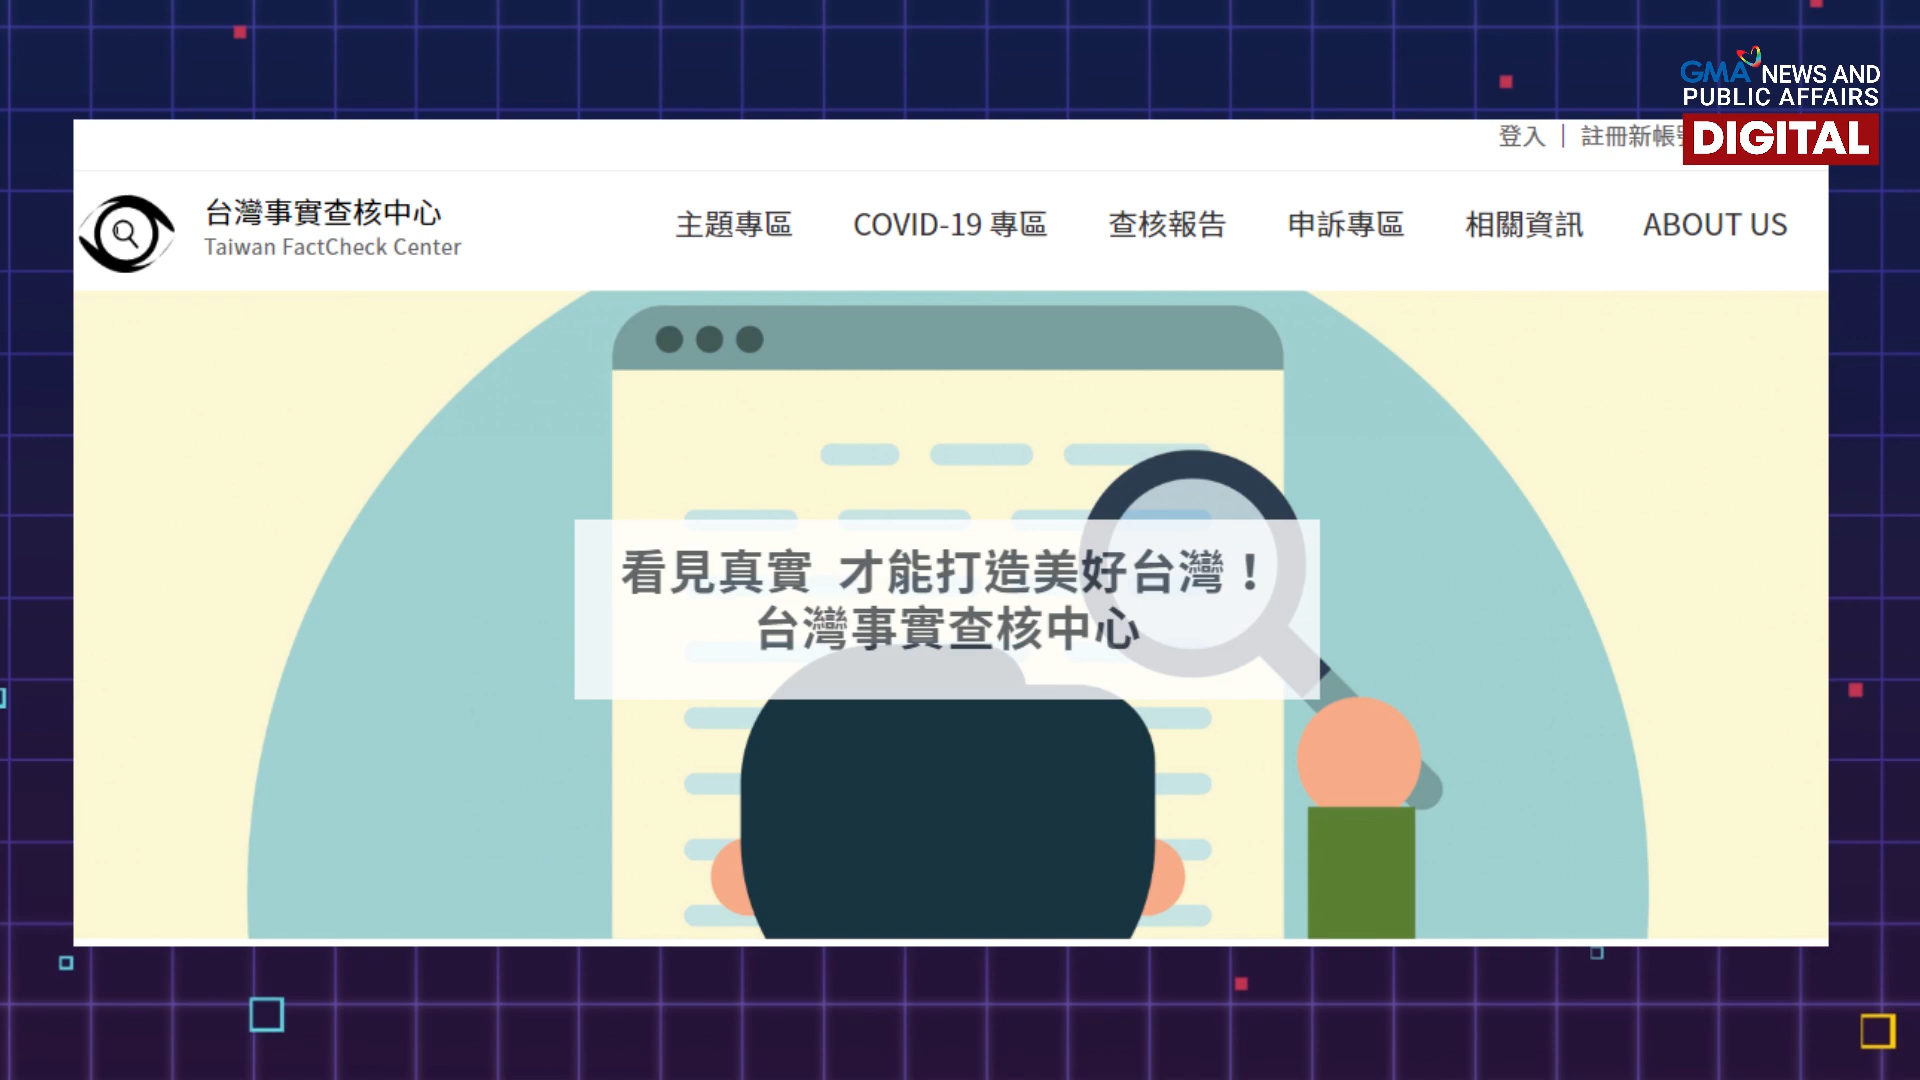 GMA NEWS AND
PUBLIC AFFAIRS
DIGITAL
登入 | 註冊新帳
台灣事實查核中心
Taiwan FactCheck Center
主題專區 COVID-19 專區 查核報告 申訴專區 相關資訊 ABOUT US
看見真實 才能打造美好台灣！
台灣事實查核中心